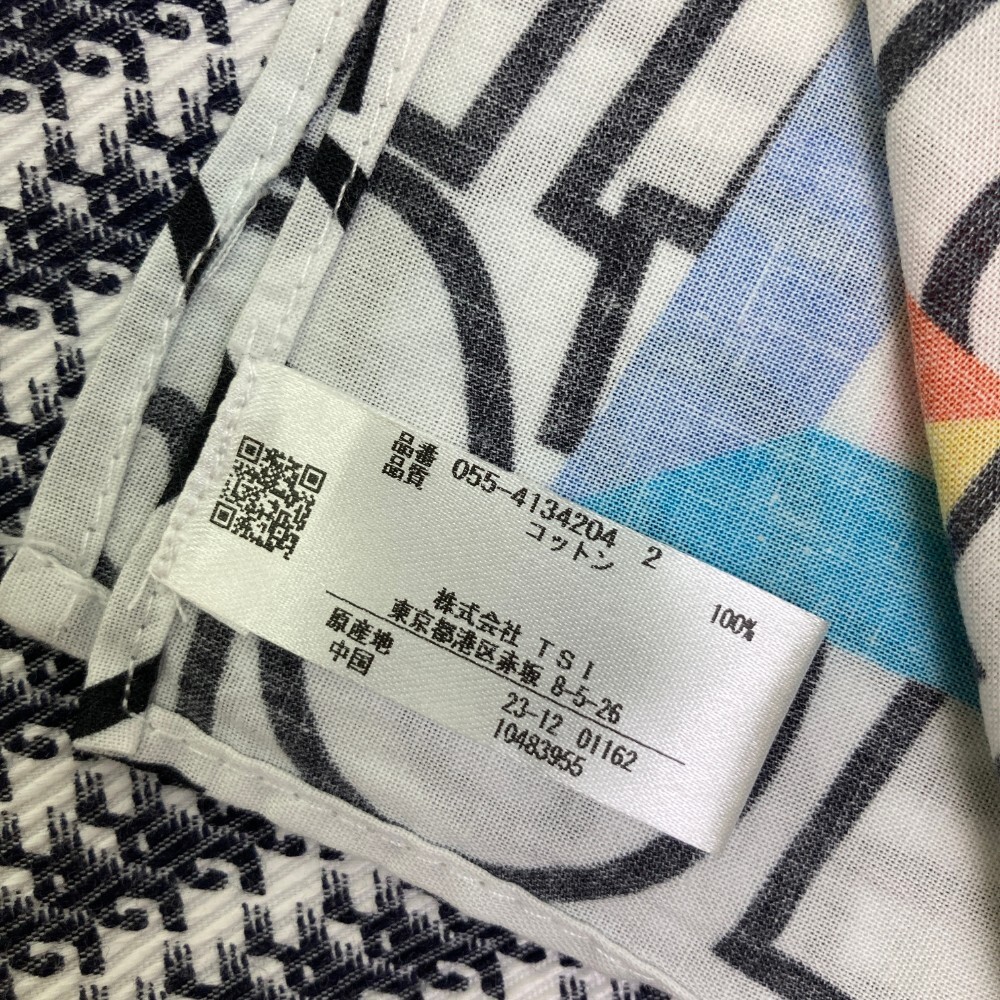 品番 055-4134204 2
品質 コットン 100%
株式会社 TSI
東京都港区赤坂 8-5-26
原産地
中国
23-12 01162
10483955